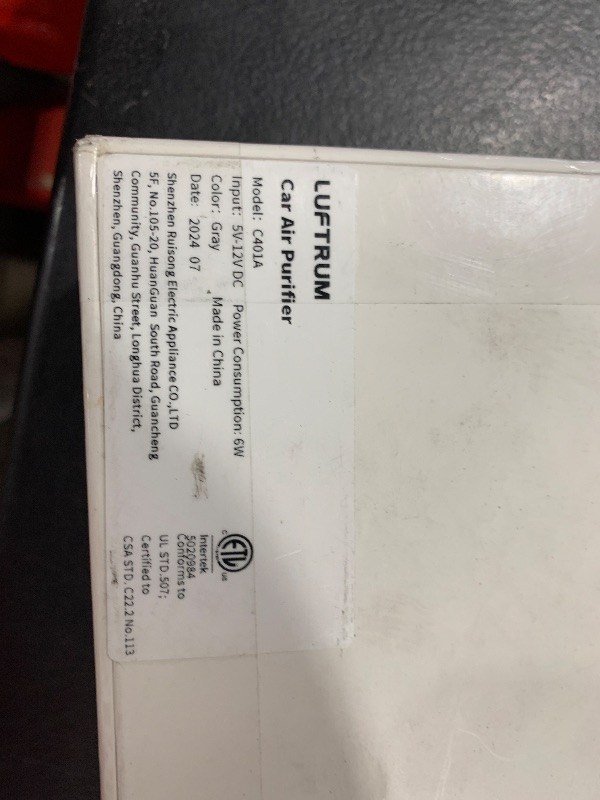 LUFTRUM
Car Air Purifier
Model: C401A
Input: 5V-12V DC Power Consumption: 6W
Color: Gray Made in China
Date: 2024 07
Shenzhen Ruisong Electric Appliance CO.,LTD
5F, No.105-20, HuanGuan South Road, Guancheng
Community, Guanhu Street, Longhua District,
Shenzhen, Guangdong, China
C ETL US
Intertek
5020984
Conforms to
UL STD.507;
Certified to
CSA STD. C22.2 No.113